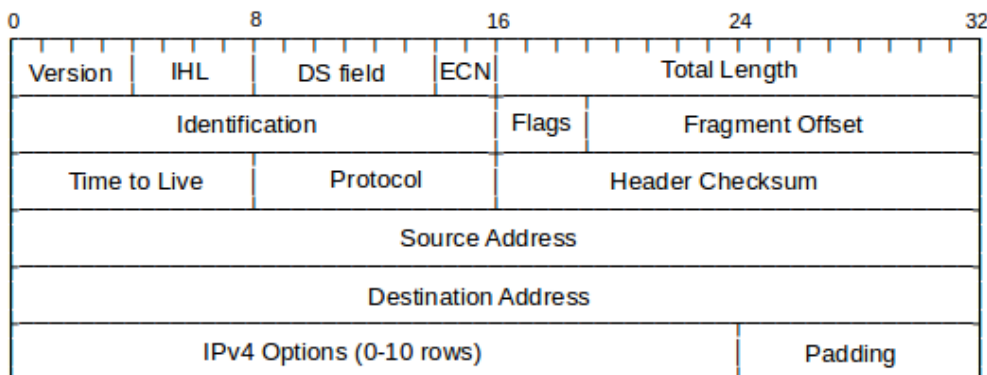 0 8 16 24 32
Version IHL DS field ECN Total Length
Identification Flags Fragment Offset
Time to Live Protocol Header Checksum
Source Address
Destination Address
IPv4 Options (0-10 rows) Padding